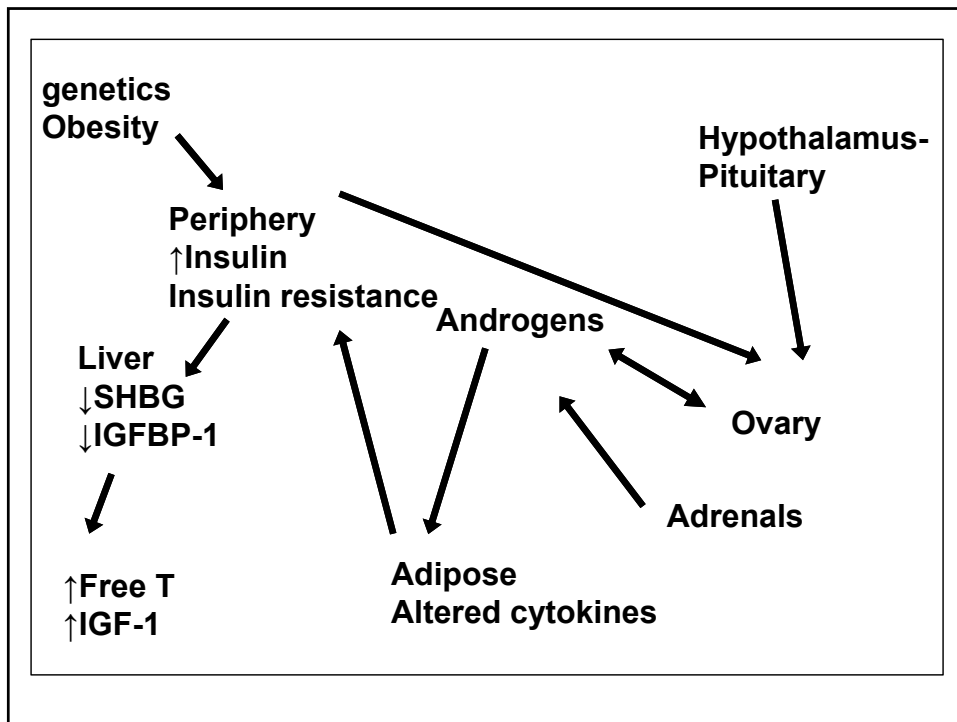 genetics
Obesity
Hypothalamus-
Pituitary
Periphery
↑Insulin
Insulin resistance
Androgens
Liver
↓SHBG
↓IGFBP-1
Ovary
Adrenals
Adipose
Altered cytokines
↑Free T
↑IGF-1